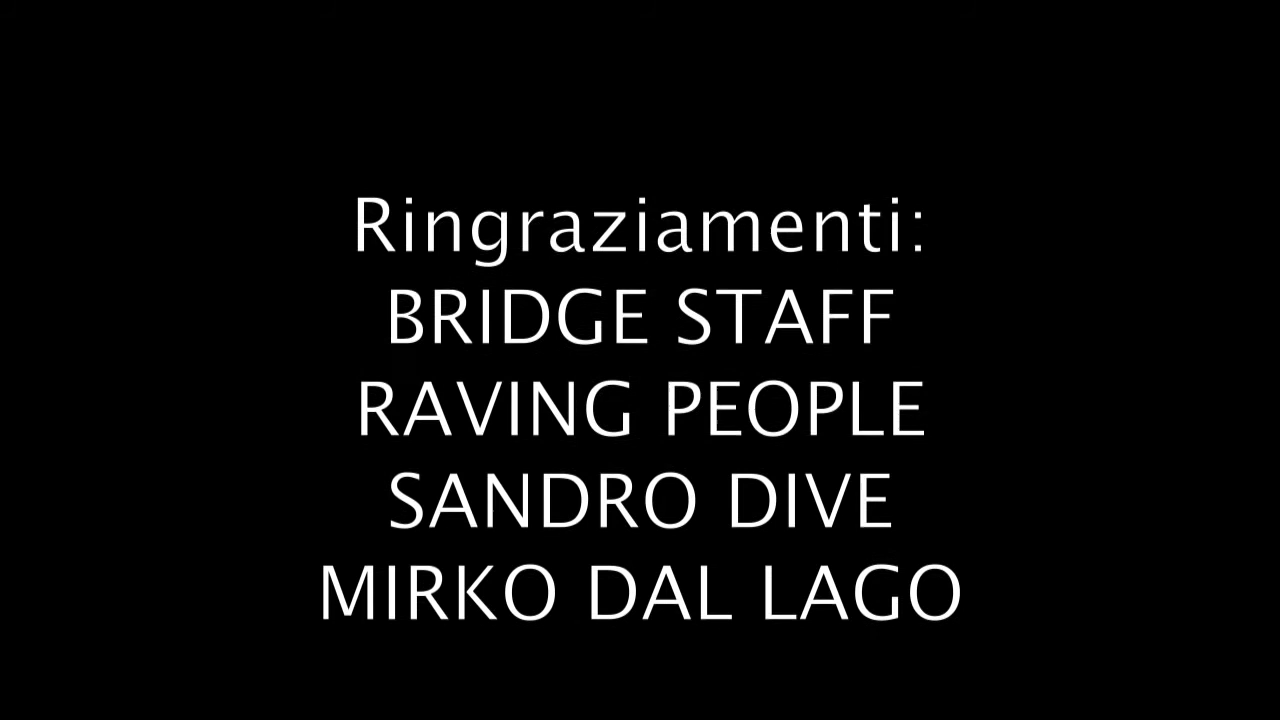 Ringraziamenti:
BRIDGE STAFF
RAVING PEOPLE
SANDRO DIVE
MIRKO DAL LAGO